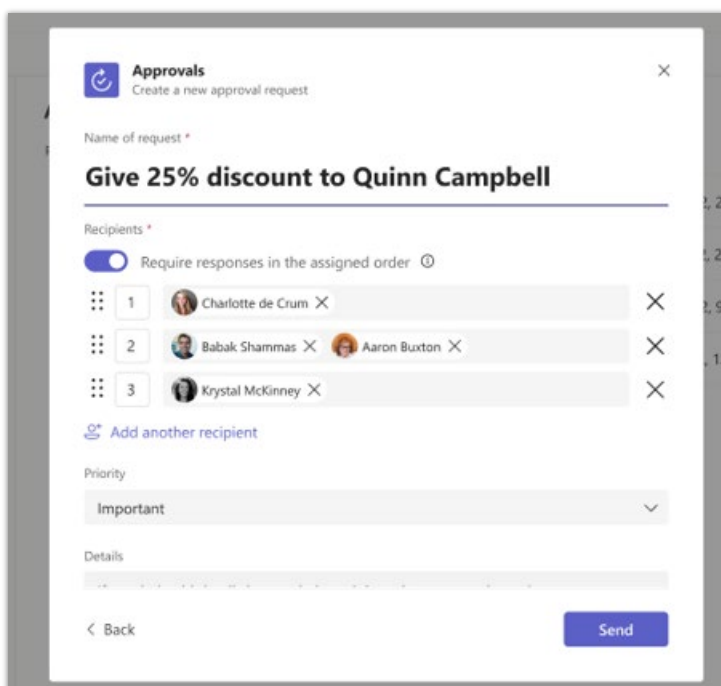 Approvals
Create a new approval request
Name of request *
Give 25% discount to Quinn Campbell
Recipients *
Require responses in the assigned order
1 Charlotte de Crum
2 Babak Shammas Aaron Buxton
3 Krystal McKinney
Add another recipient
Priority
Important
Details
Back Send